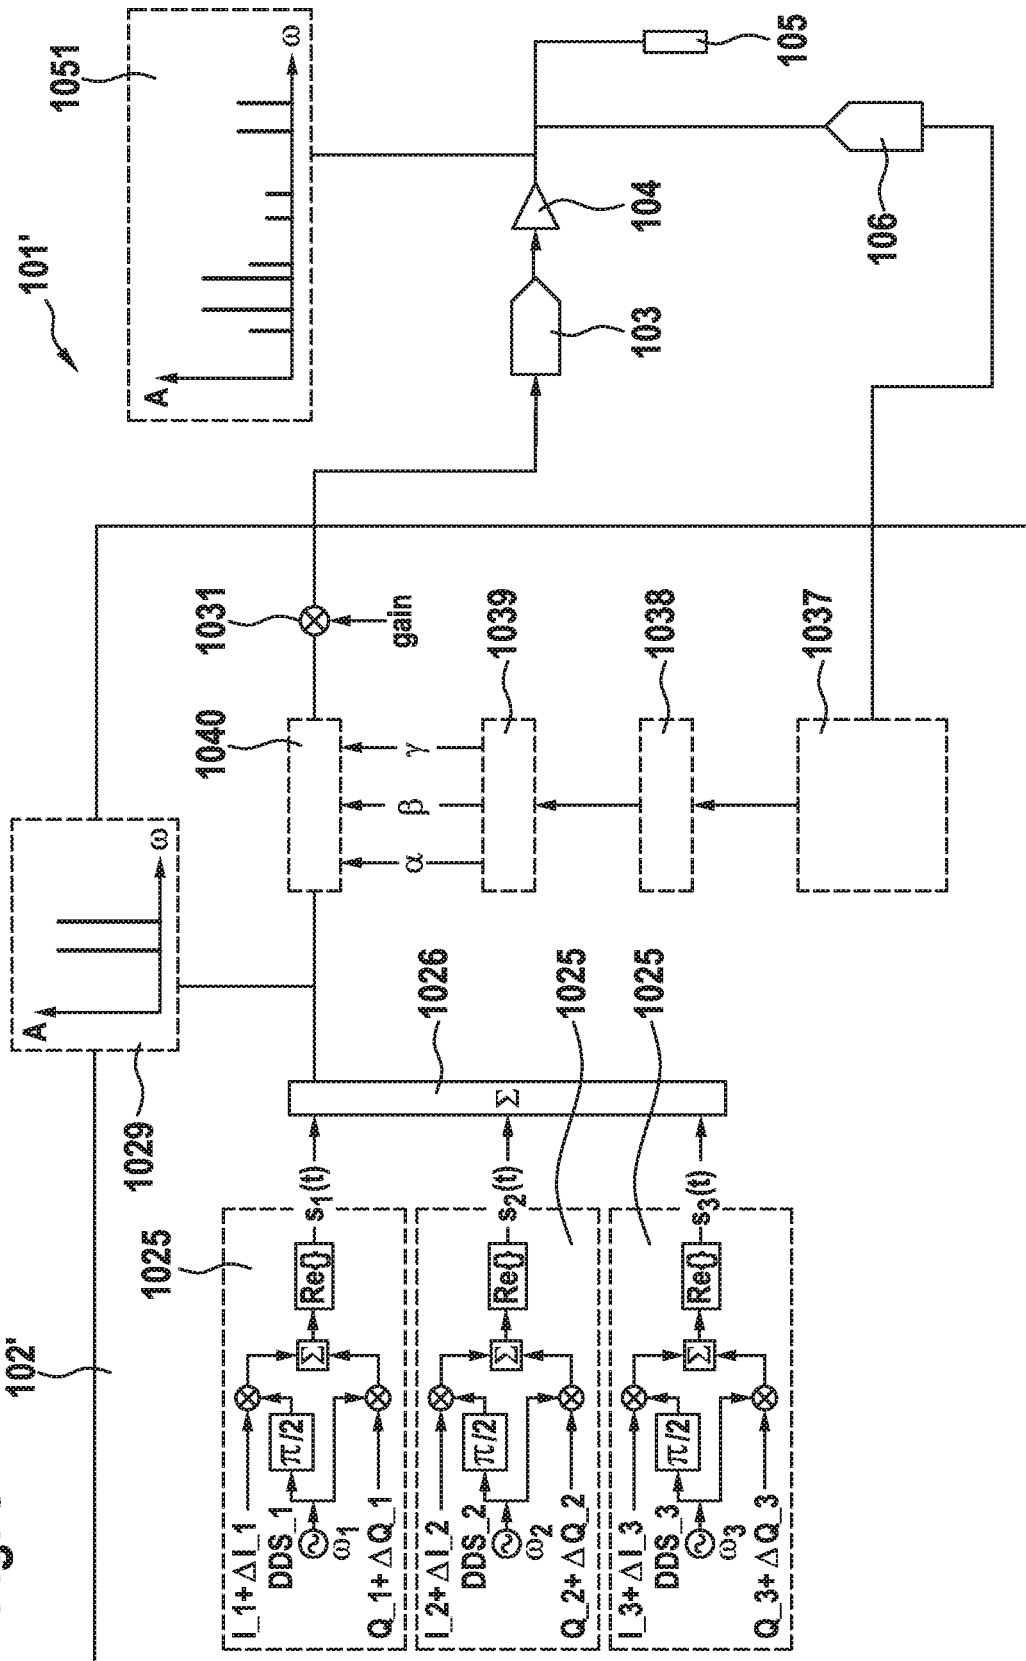 102'
1025
I_1+ΔI_1
DDS_1
ω1
Q_1+ΔQ_1
π/2
Σ
Re{}
s1(t)
I_2+ΔI_2
DDS_2
ω2
Q_2+ΔQ_2
π/2
Σ
Re{}
s2(t)
1025
I_3+ΔI_3
DDS_3
ω3
Q_3+ΔQ_3
π/2
Σ
Re{}
s3(t)
1025
Σ
1026
1029
A
ω
1040
α
β
γ
1039
1038
1037
1031
gain
101'
A
ω
1051
103
104
105
106